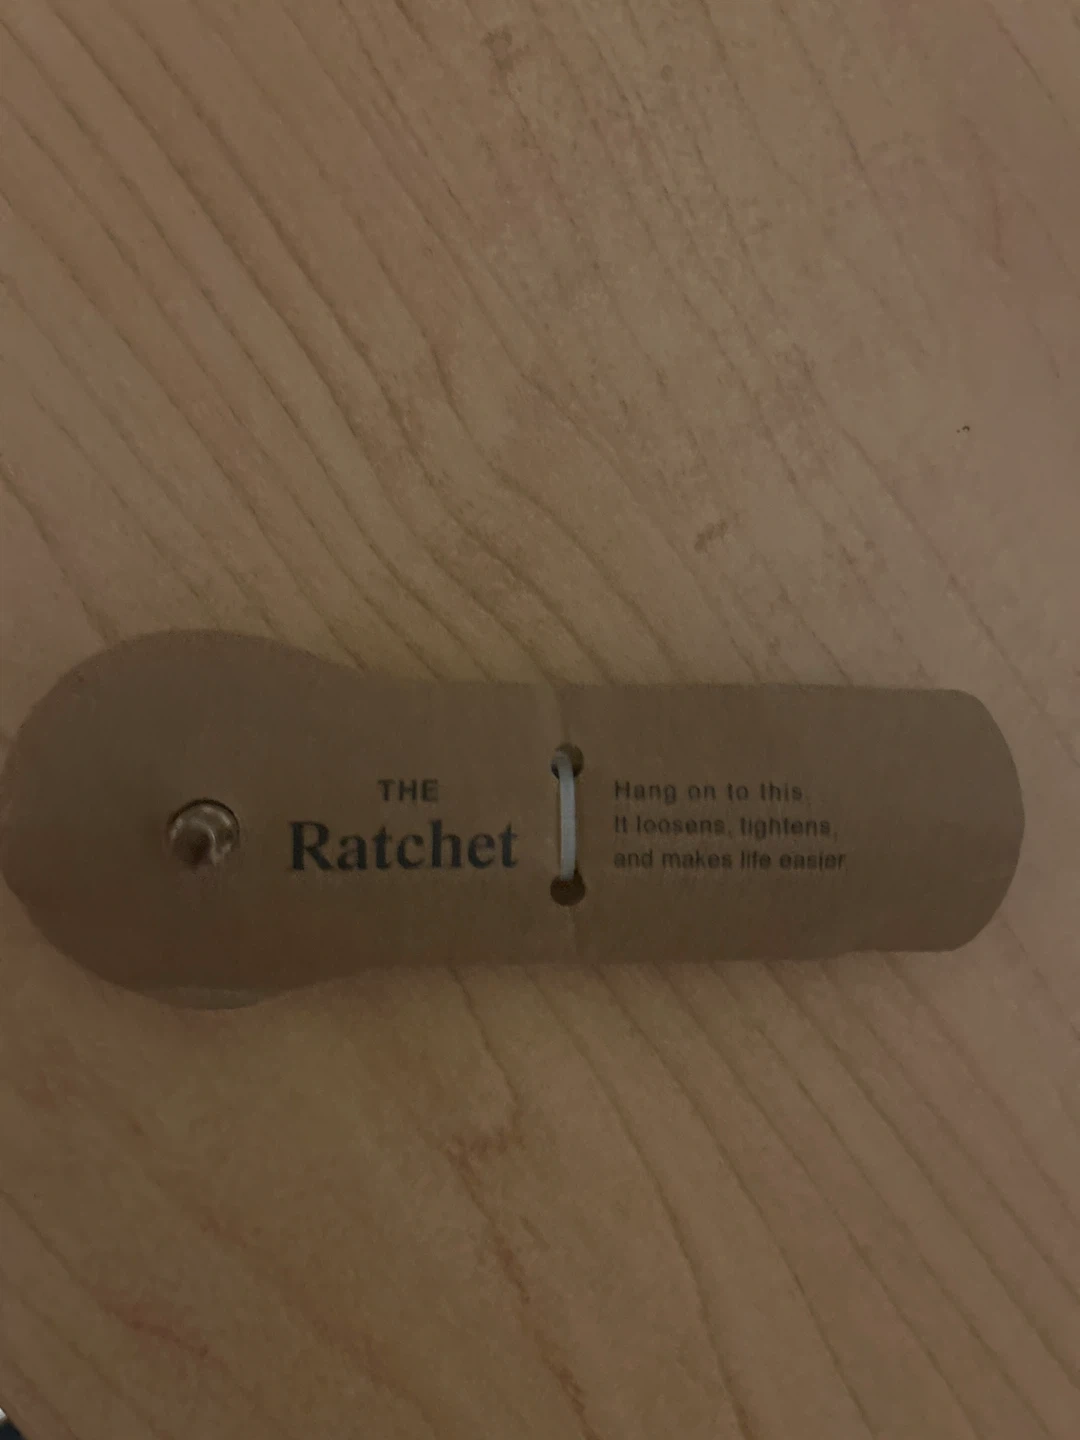 THE
Ratchet
Hang on to this.
It loosens, tightens,
and makes life easier